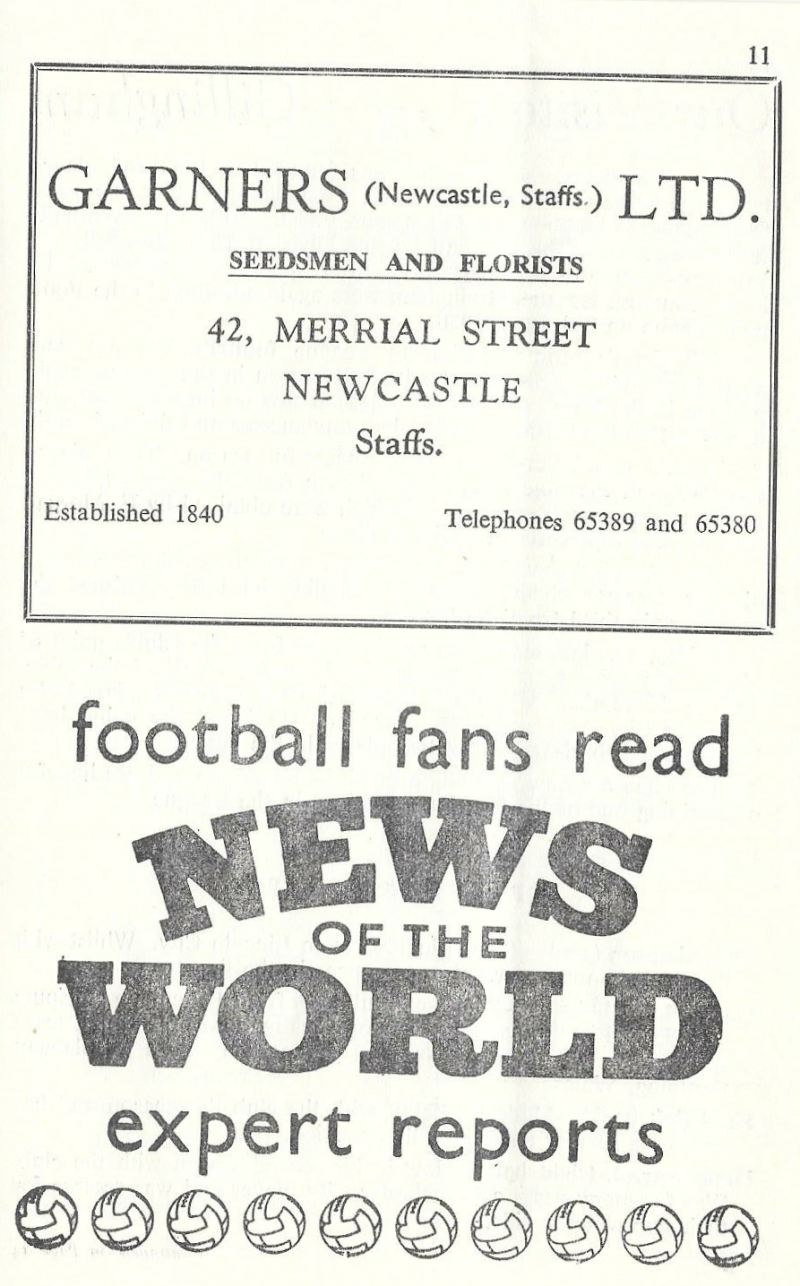 11
GARNERS (Newcastle, Staffs.) LTD.
SEEDSMEN AND FLORISTS
42, MERRIAL STREET
NEWCASTLE
Staffs.
Established 1840 Telephones 65389 and 65380
football fans read
NEWS
OF THE
WORLD
expert reports